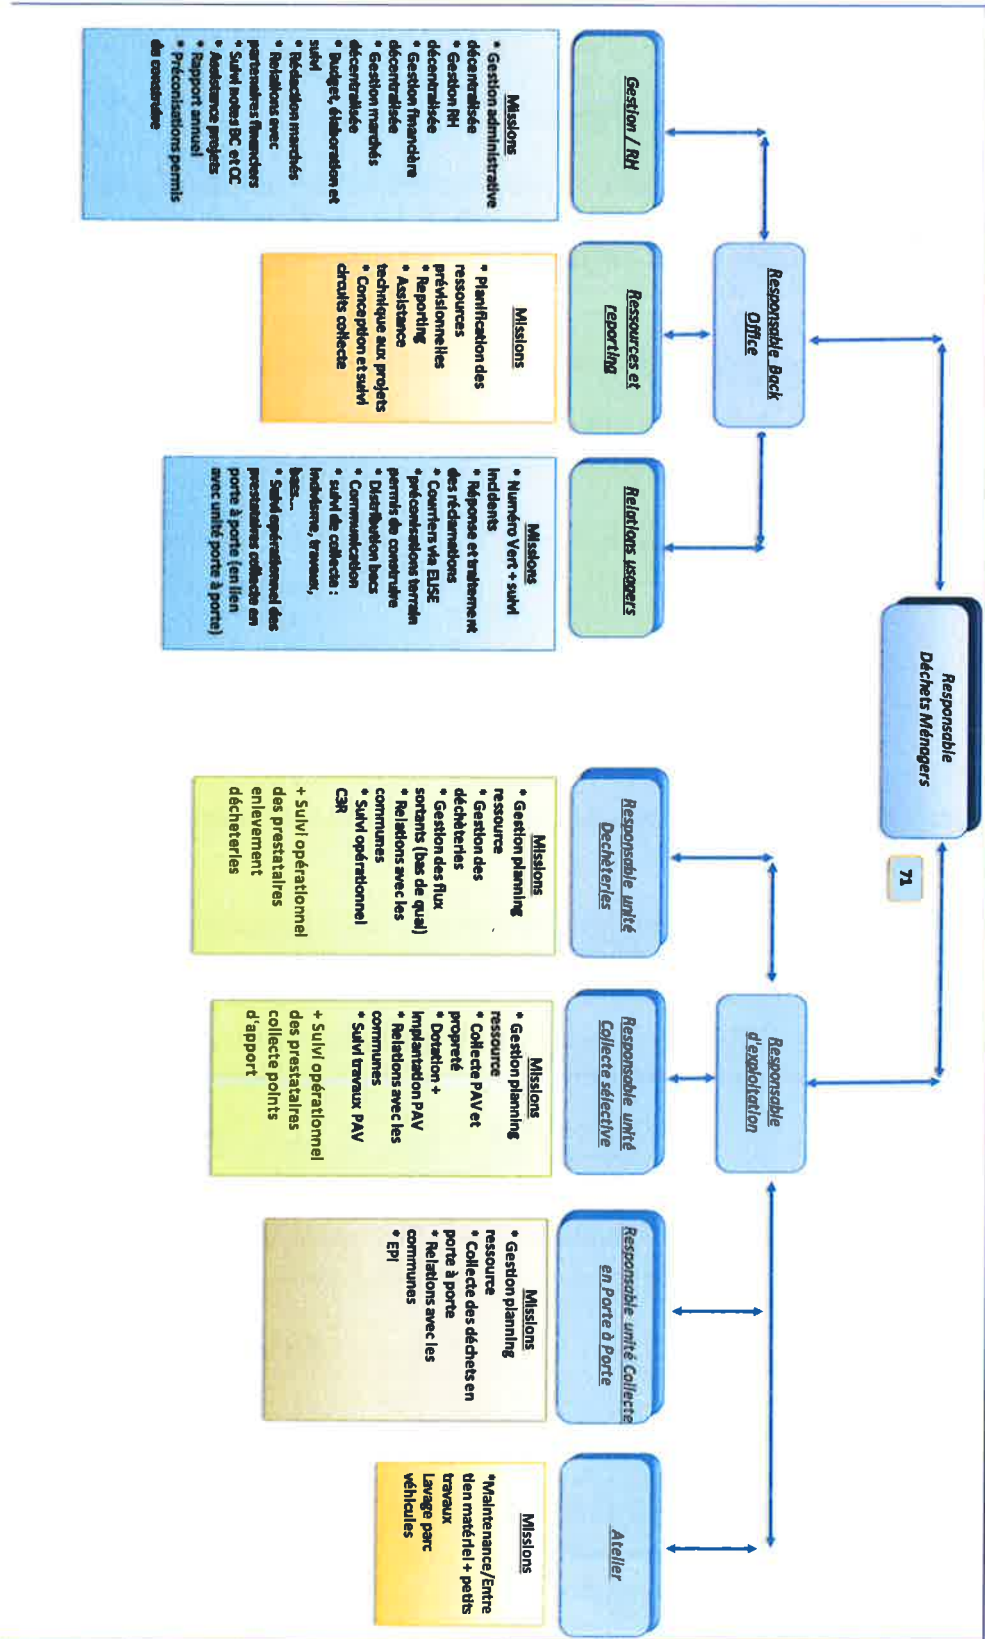 Responsable
Déchets Ménagers
71
Responsable Back
Office
Responsable
d'exploitation
Gestion / RH
Ressources et
reporting
Relations usagers
Responsable unité
Dechèteries
Responsable unité
Collecte sélective
Responsable unité Collecte
en Porte à Porte
Atelier
Missions
* Gestion administrative
décentralisée
* Gestion RH
décentralisée
* Gestion financière
décentralisée
* Gestion marchés
décentralisée
* Budget, élaboration et
suivi
* Rédaction marchés
* Relations avec
partenaires financiers
* Suivi notes BC et CC
* Assistance projets
* Rapport annuel
* Préconisations permis
de construire
Missions
* Planification des
ressources
prévisionnelles
* Reporting
* Assistance
technique aux projets
* Conception et suivi
circuits collecte
Missions
* Numéro Vert + suivi
incidents
* Réponse et traitement
des réclamations
* Courriers via ELISE
*préconisations terrain
permis de construire
* Distribution bacs
* Communication
* suivi de collecte :
indivisme, travaux,
bacs...
* Suivi opérationnel des
prestataires collecte en
porte à porte (en lien
avec unité porte à porte)
Missions
* Gestion planning
ressource
* Gestion des
déchèteries
* Gestion des flux
sortants (bas de quai)
* Relations avec les
communes
* Suivi opérationnel
C3R
+ Suivi opérationnel
des prestataires
enlevement
décheteries
Missions
* Gestion planning
ressource
* Collecte PAV et
propreté
* Dotation +
implantation PAV
* Relations avec les
communes
* Suivi travaux PAV
+ Suivi opérationnel
des prestataires
collecte points
d'apport
Missions
* Gestion planning
ressource
* Collecte des déchets en
porte à porte
* Relations avec les
communes
* EPI
Missions
*Maintenance/Entre
tien matériel + petits
travaux
Lavage parc
véhicules